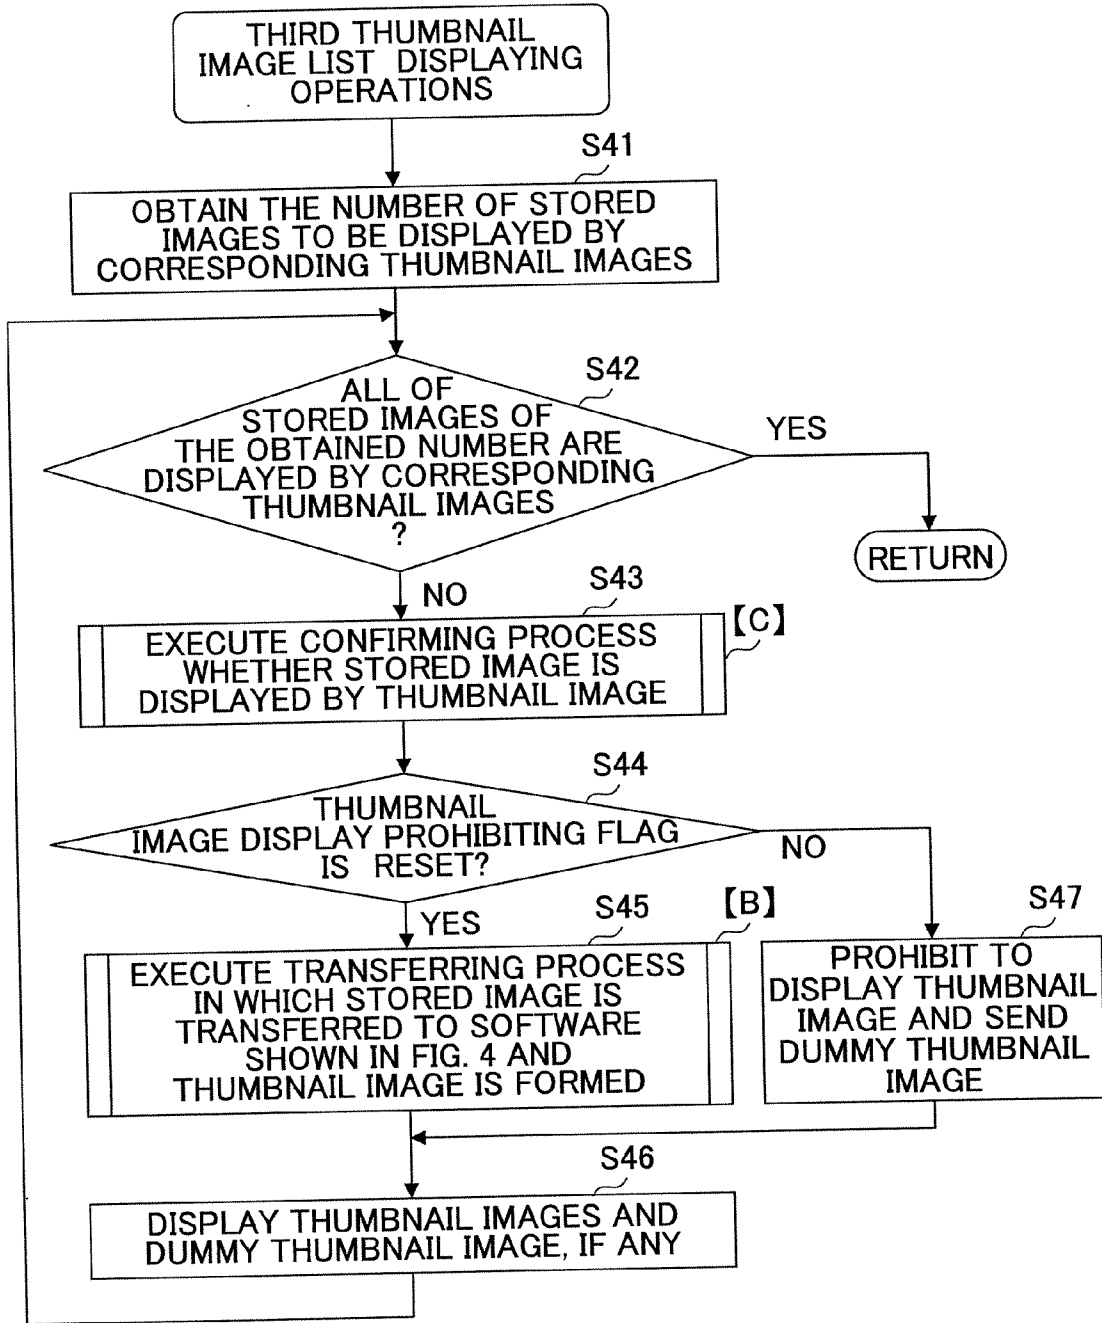 THIRD THUMBNAIL
IMAGE LIST DISPLAYING
OPERATIONS
S41
OBTAIN THE NUMBER OF STORED
IMAGES TO BE DISPLAYED BY
CORRESPONDING THUMBNAIL IMAGES
S42
ALL OF
STORED IMAGES OF
THE OBTAINED NUMBER ARE
DISPLAYED BY CORRESPONDING
THUMBNAIL IMAGES
?
YES
RETURN
NO
S43
【C】
EXECUTE CONFIRMING PROCESS
WHETHER STORED IMAGE IS
DISPLAYED BY THUMBNAIL IMAGE
S44
THUMBNAIL
IMAGE DISPLAY PROHIBITING FLAG
IS RESET?
NO
YES
S45
【B】
EXECUTE TRANSFERRING PROCESS
IN WHICH STORED IMAGE IS
TRANSFERRED TO SOFTWARE
SHOWN IN FIG. 4 AND
THUMBNAIL IMAGE IS FORMED
S47
PROHIBIT TO
DISPLAY THUMBNAIL
IMAGE AND SEND
DUMMY THUMBNAIL
IMAGE
S46
DISPLAY THUMBNAIL IMAGES AND
DUMMY THUMBNAIL IMAGE, IF ANY